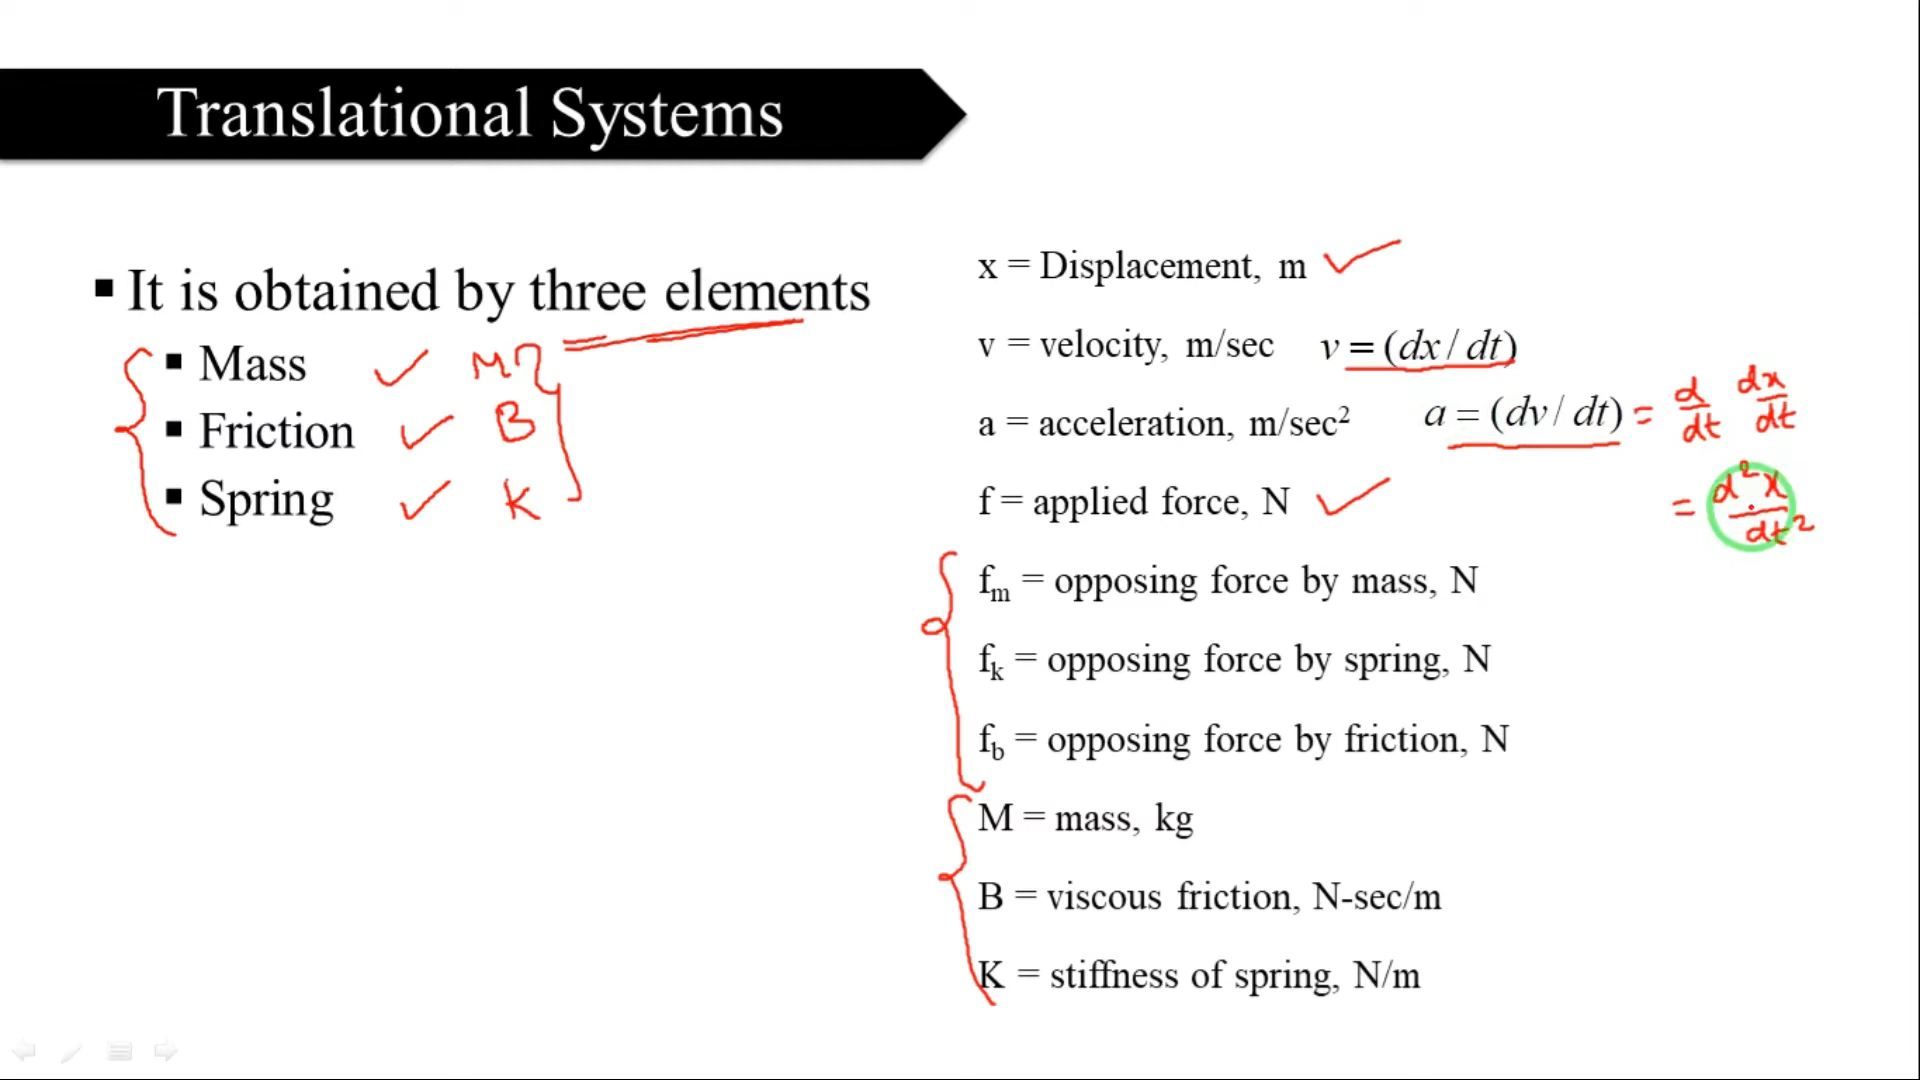 Translational Systems
▪ It is obtained by three elements
▪ Mass M
▪ Friction B
▪ Spring K
x = Displacement, m
v = velocity, m/sec v = (dx / dt)
a = acceleration, m/sec² a = (dv / dt) = d/dt dx/dt
= d²x/dt²
f = applied force, N
fₘ = opposing force by mass, N
fₖ = opposing force by spring, N
f_b = opposing force by friction, N
M = mass, kg
B = viscous friction, N-sec/m
K = stiffness of spring, N/m